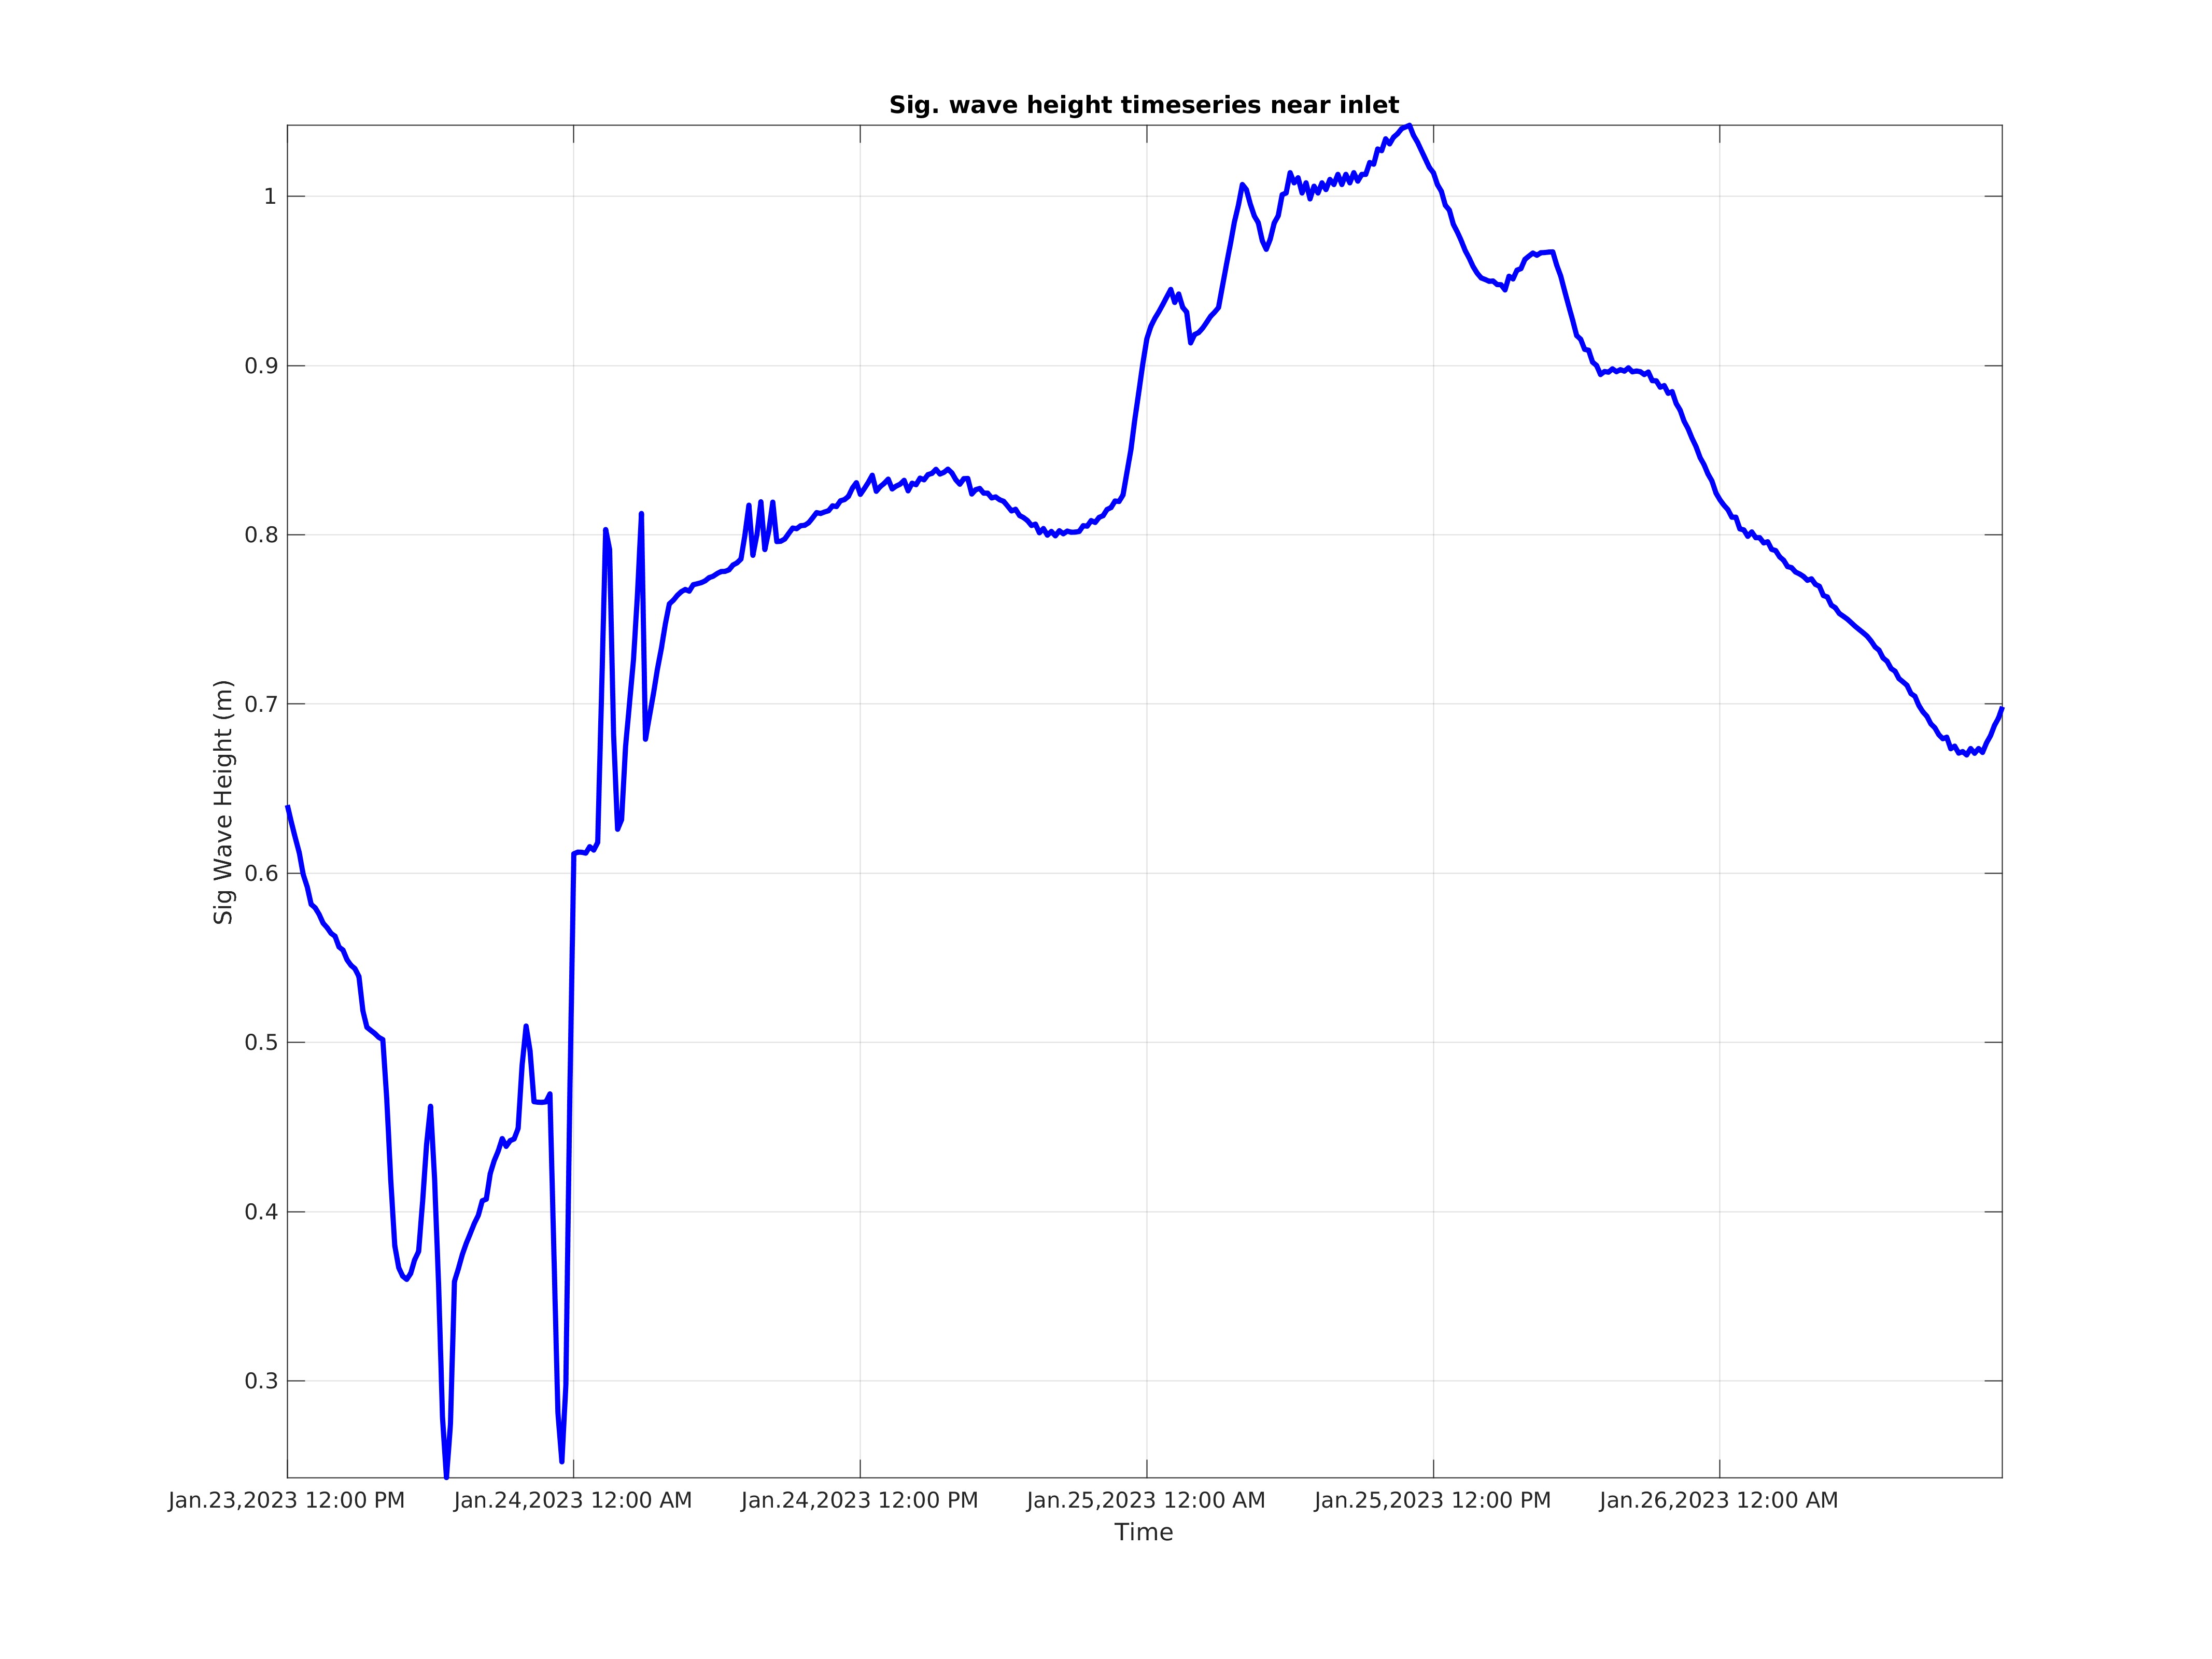 Sig. wave height timeseries near inlet
1
0.9
0.8
0.7
0.6
0.5
0.4
0.3
Sig Wave Height (m)
Jan.23,2023 12:00 PM Jan.24,2023 12:00 AM Jan.24,2023 12:00 PM Jan.25,2023 12:00 AM Jan.25,2023 12:00 PM Jan.26,2023 12:00 AM
Time